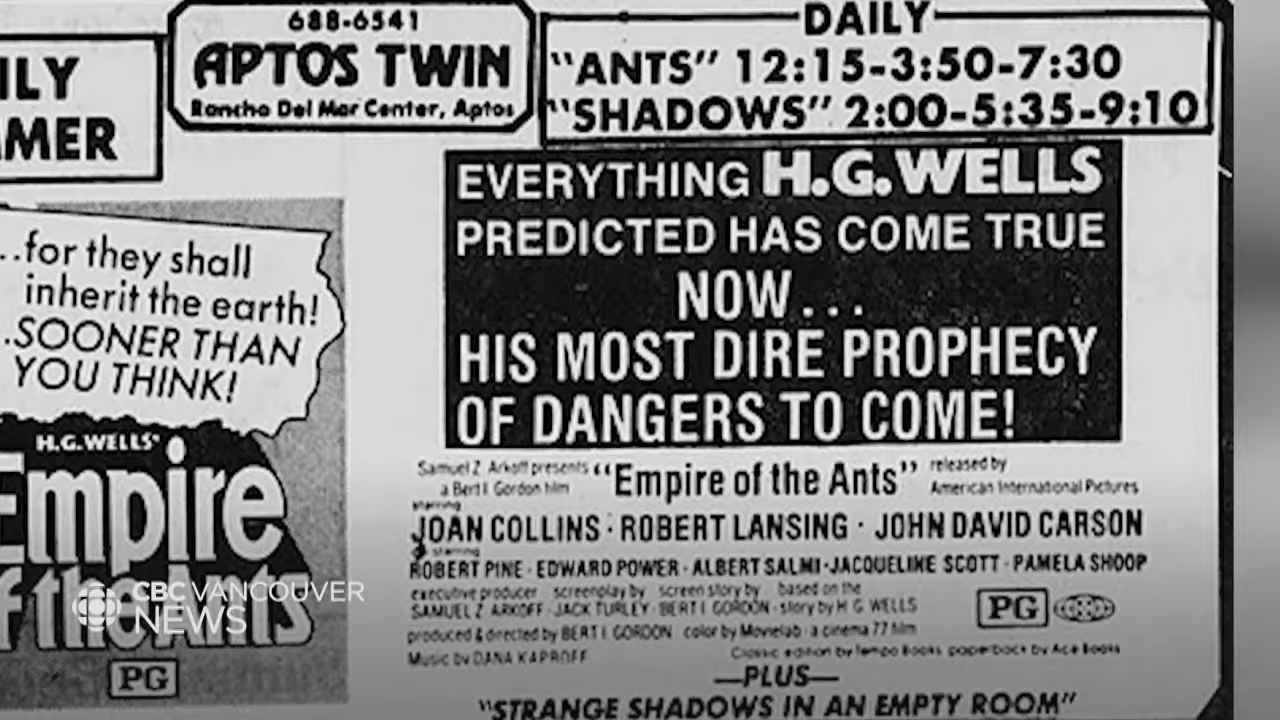 688-6541
APTOS TWIN
Rancho Del Mar Center, Aptos
DAILY
"ANTS" 12:15-3:50-7:30
"SHADOWS" 2:00-5:35-9:10
EVERYTHING H.G. WELLS
PREDICTED HAS COME TRUE
NOW...
HIS MOST DIRE PROPHECY
OF DANGERS TO COME!
..for they shall
inherit the earth!
..SOONER THAN
YOU THINK!
H.G. WELLS'
Empire
of the Ants
PG
CBC VANCOUVER
NEWS
Samuel Z. Arkoff presents "Empire of the Ants" released by
a Bert I. Gordon film American International Pictures
starring
JOAN COLLINS · ROBERT LANSING · JOHN DAVID CARSON
starring
ROBERT PINE · EDWARD POWER · ALBERT SALMI · JACQUELINE SCOTT · PAMELA SHOOP
executive producer screenplay by screen story by based on the
SAMUEL Z. ARKOFF · JACK TURLEY · BERT I. GORDON · story by H. G. WELLS
produced & directed by BERT I. GORDON color by Movielab · a cinema 77 film
Music by DANA KAPROFF Classic edition by Tempo Books paperback by Ace Books
PG
—PLUS—
"STRANGE SHADOWS IN AN EMPTY ROOM"